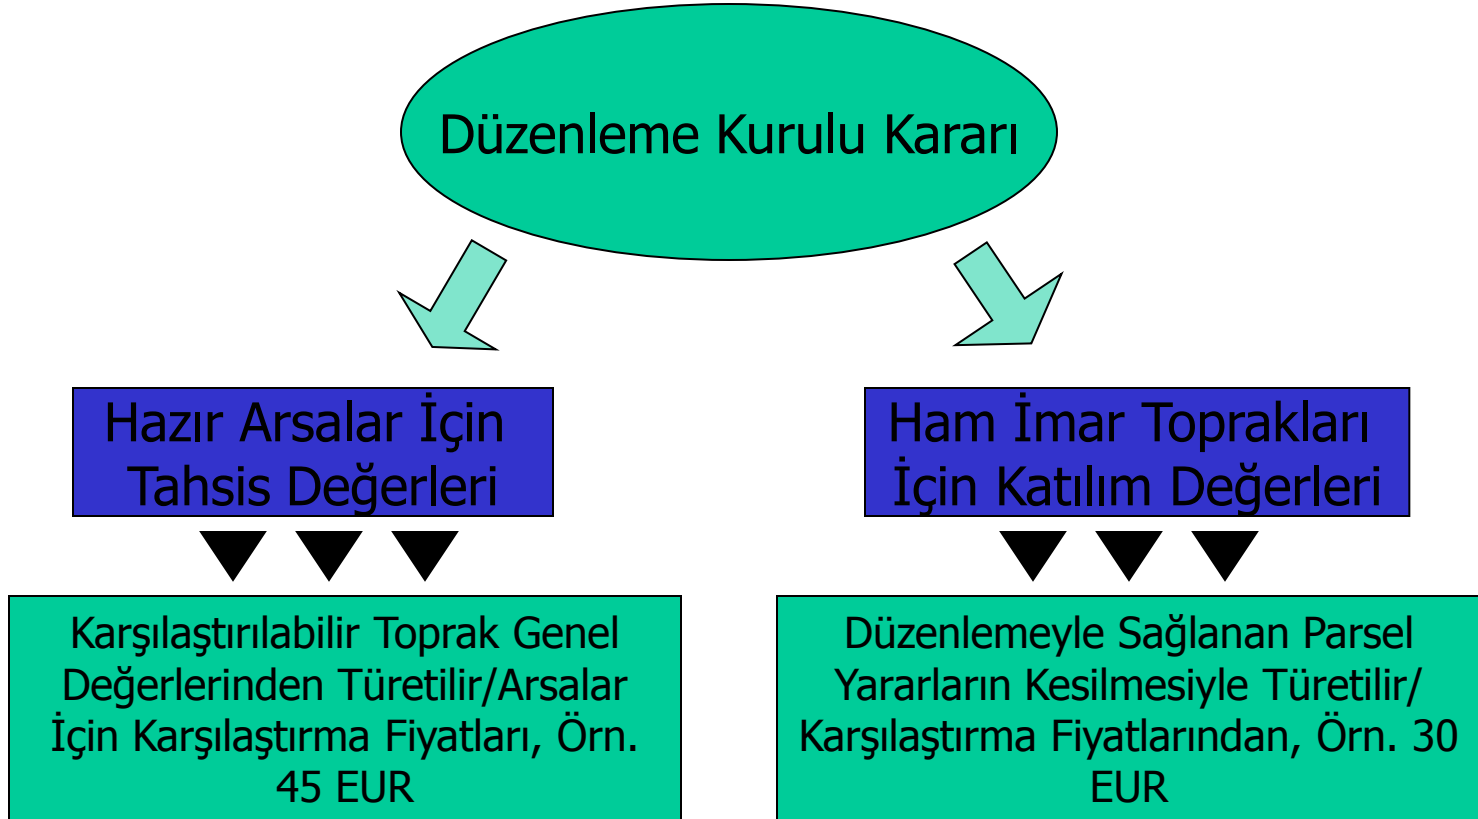 Düzenleme Kurulu Kararı
Hazır Arsalar İçin
Tahsis Değerleri
Ham İmar Toprakları
İçin Katılım Değerleri
Karşılaştırılabilir Toprak Genel
Değerlerinden Türetilir/Arsalar
İçin Karşılaştırma Fiyatları, Örn.
45 EUR
Düzenlemeyle Sağlanan Parsel
Yararların Kesilmesiyle Türetilir/
Karşılaştırma Fiyatlarından, Örn. 30
EUR